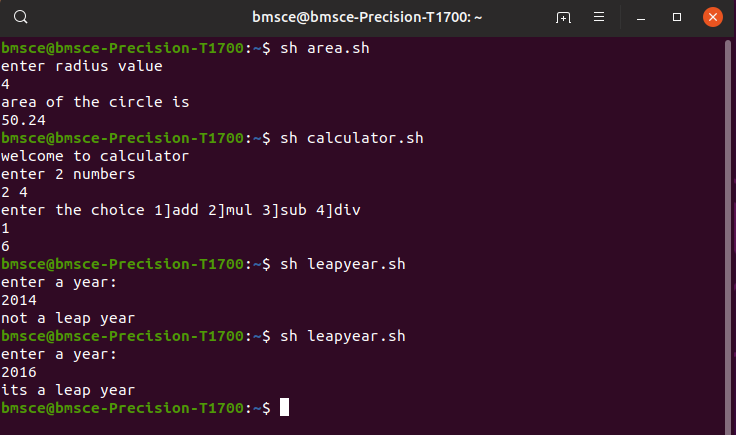 bmsce@bmsce-Precision-T1700: ~
bmsce@bmsce-Precision-T1700:~$ sh area.sh
enter radius value
4
area of the circle is
50.24
bmsce@bmsce-Precision-T1700:~$ sh calculator.sh
welcome to calculator
enter 2 numbers
2 4
enter the choice 1]add 2]mul 3]sub 4]div
1
6
bmsce@bmsce-Precision-T1700:~$ sh leapyear.sh
enter a year:
2014
not a leap year
bmsce@bmsce-Precision-T1700:~$ sh leapyear.sh
enter a year:
2016
its a leap year
bmsce@bmsce-Precision-T1700:~$